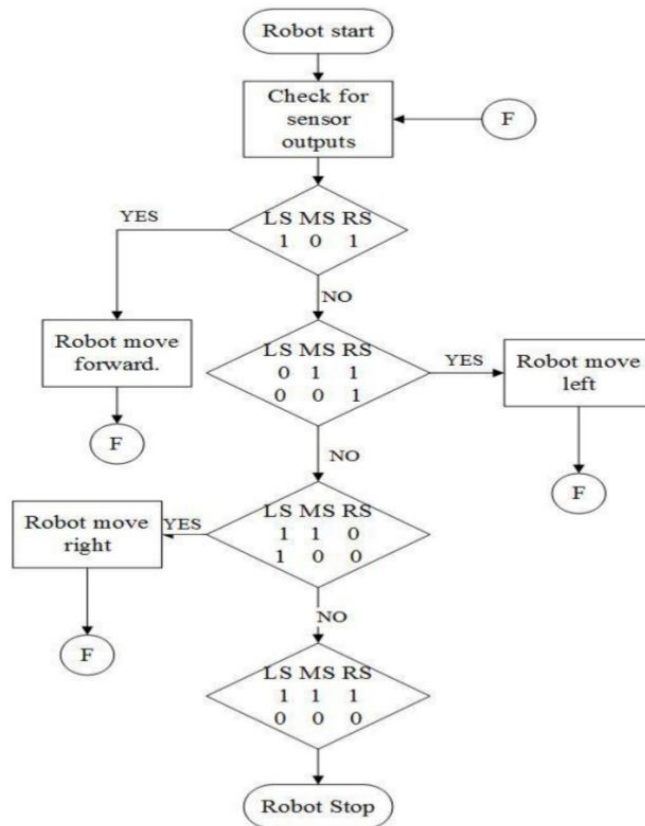 Robot start
Check for
sensor
outputs
F
YES
LS MS RS
1 0 1
NO
Robot move
forward.
LS MS RS
0 1 1
0 0 1
YES
Robot move
left
F
NO
F
Robot move
right
YES
LS MS RS
1 1 0
1 0 0
NO
F
LS MS RS
1 1 1
0 0 0
Robot Stop